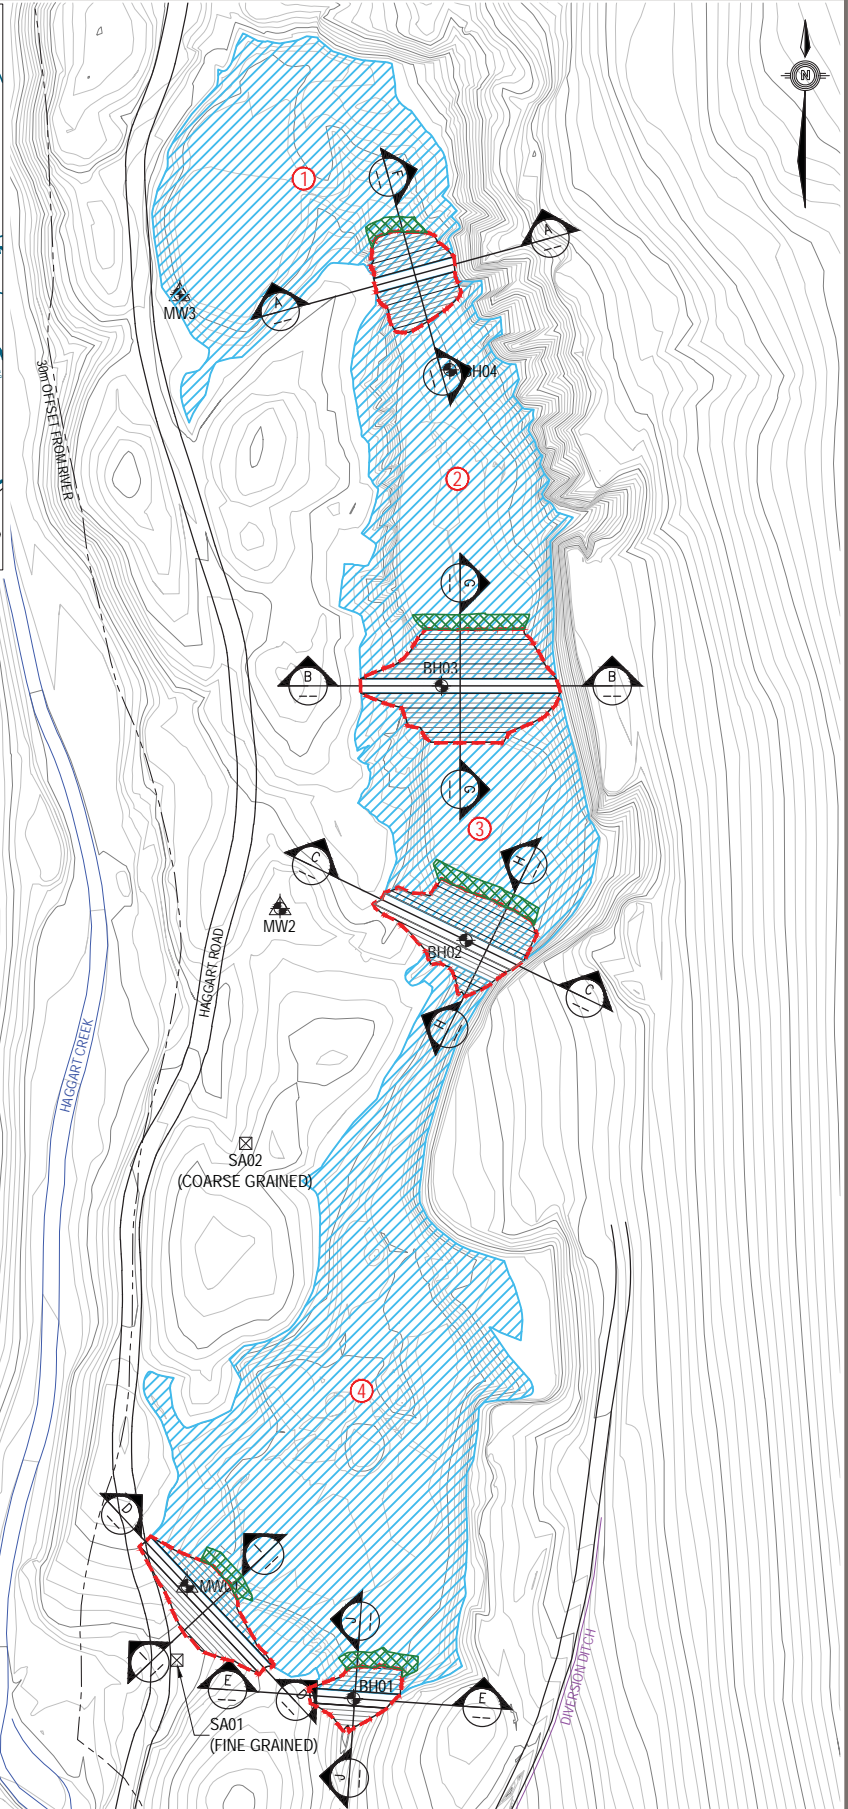 N
1
F
A
A
MW3
BH04
30m OFFSET FROM RIVER
2
G
BH03
B
B
G
3
C
H
MW2
BH02
HAGGART ROAD
C
H
HAGGART CREEK
SA02
(COARSE GRAINED)
4
D
I
MW01
J
I
E
D
BH01
E
SA01
(FINE GRAINED)
DIVERSION DITCH
J